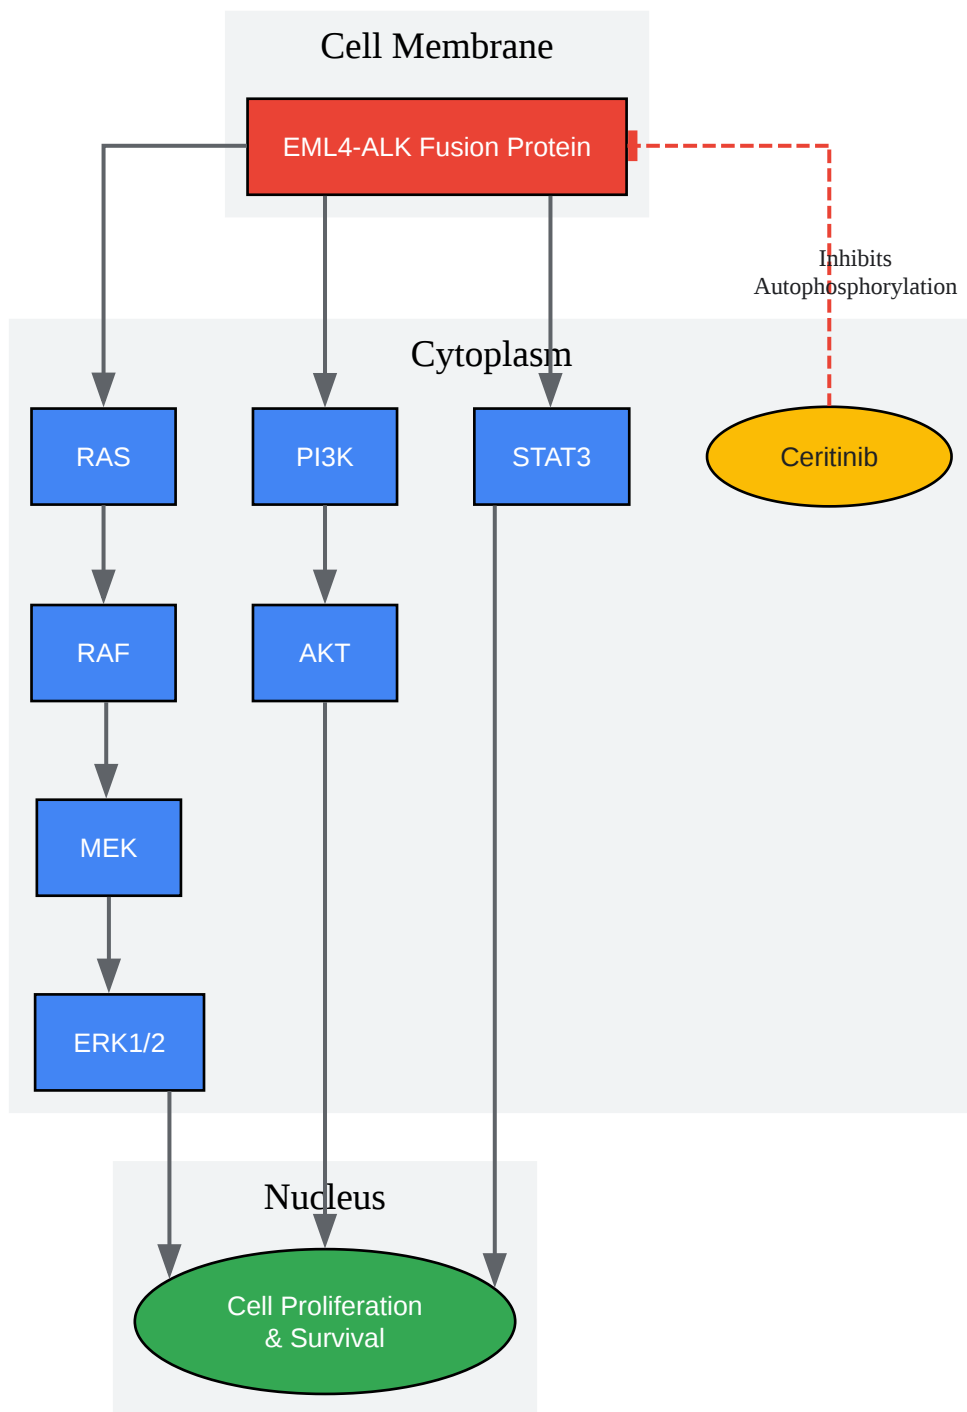 Cell Membrane
EML4-ALK Fusion Protein
Inhibits
Autophosphorylation
Cytoplasm
RAS
PI3K
STAT3
Ceritinib
RAF
AKT
MEK
ERK1/2
Nucleus
Cell Proliferation
& Survival